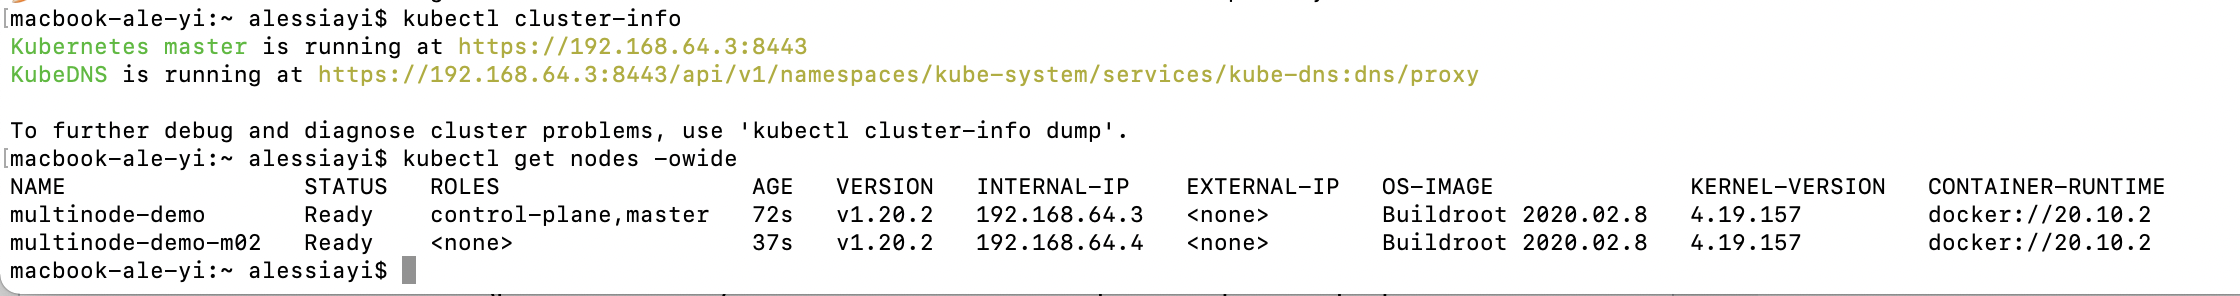 macbook-ale-yi:~ alessiayi$ kubectl cluster-info
Kubernetes master is running at https://192.168.64.3:8443
KubeDNS is running at https://192.168.64.3:8443/api/v1/namespaces/kube-system/services/kube-dns:dns/proxy
To further debug and diagnose cluster problems, use 'kubectl cluster-info dump'.
macbook-ale-yi:~ alessiayi$ kubectl get nodes -owide
NAME STATUS ROLES AGE VERSION INTERNAL-IP EXTERNAL-IP OS-IMAGE KERNEL-VERSION CONTAINER-RUNTIME
multinode-demo Ready control-plane,master 72s v1.20.2 192.168.64.3 <none> Buildroot 2020.02.8 4.19.157 docker://20.10.2
multinode-demo-m02 Ready <none> 37s v1.20.2 192.168.64.4 <none> Buildroot 2020.02.8 4.19.157 docker://20.10.2
macbook-ale-yi:~ alessiayi$